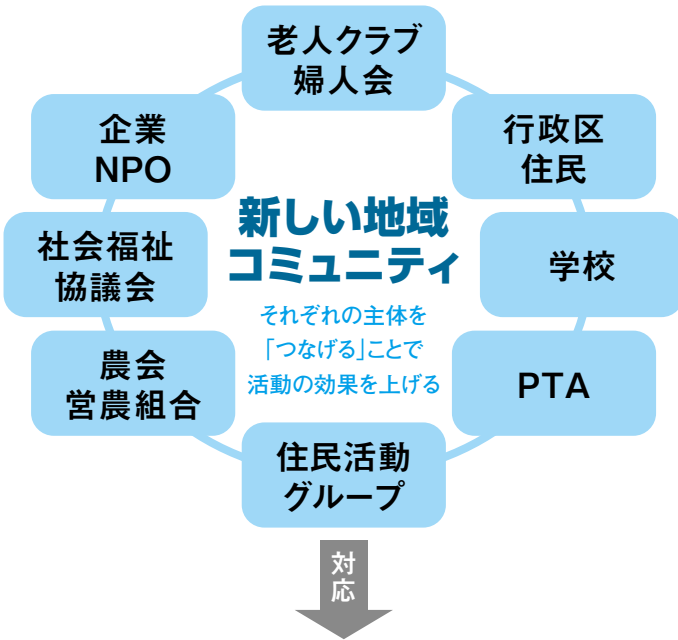 老人クラブ
婦人会
企業
NPO
行政区
住民
新しい地域
コミュニティ
社会福祉
協議会
学校
それぞれの主体を
「つなげる」ことで
活動の効果を上げる
農会
営農組合
PTA
住民活動
グループ
対応